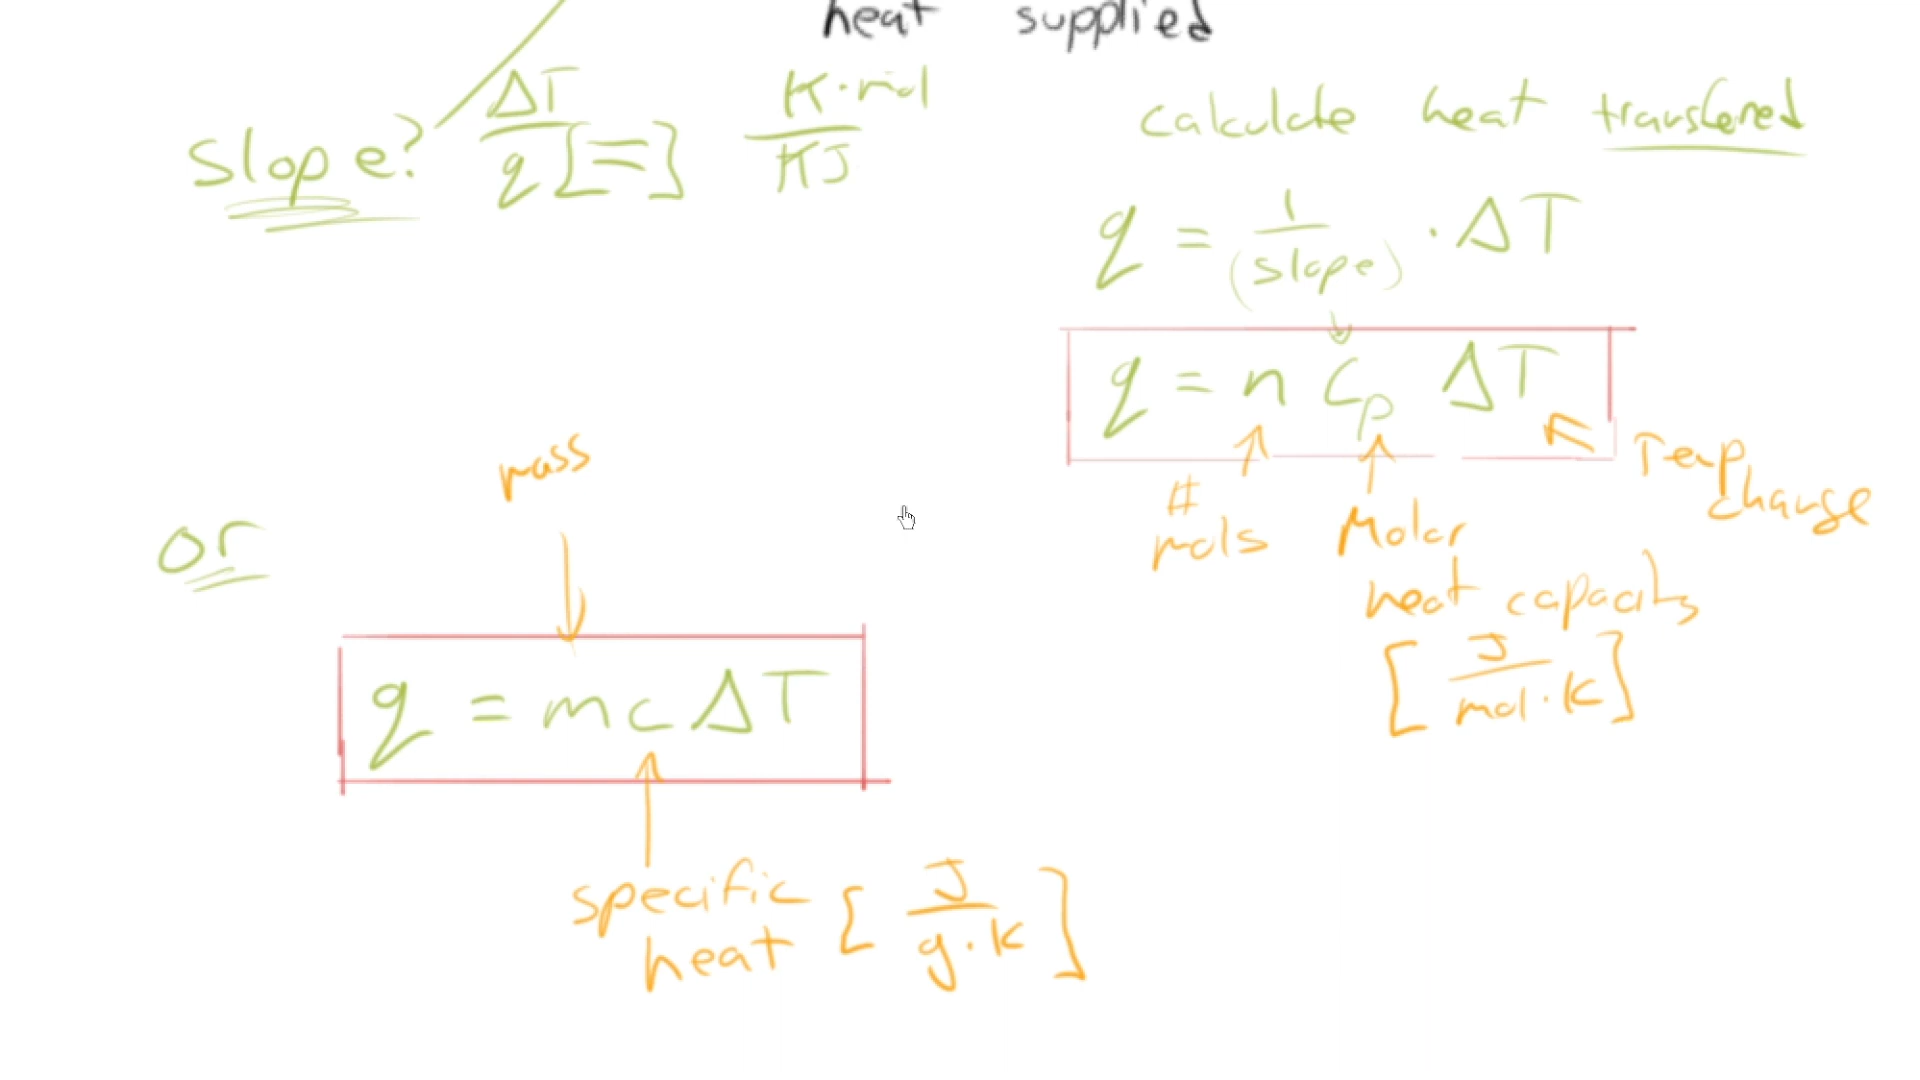 heat supplied
Slope? ΔT/q [=] K·mol/KJ
calculate heat transferred
q = 1/(slope) · ΔT
q = n Cp ΔT
# mols
Molar heat capacity
[J/mol·K]
Temp change
or
mass
q = mcΔT
specific heat [J/g·K]